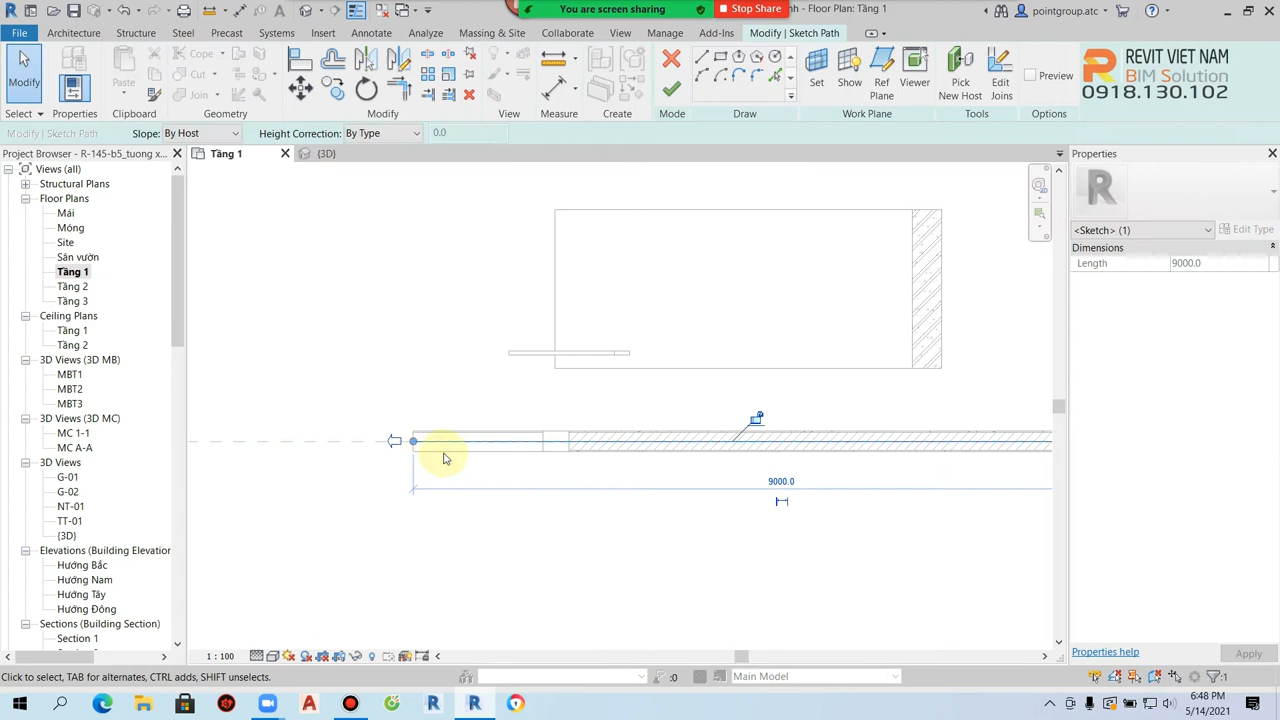 You are screen sharing
Stop Share
nh - Floor Plan: Tầng 1
pointgroup.atc
File
Architecture
Structure
Steel
Precast
Systems
Insert
Annotate
Analyze
Massing & Site
Collaborate
View
Manage
Add-Ins
Modify | Sketch Path
Modify
Cope
Cut
Join
Paste
Set
Show
Ref Plane
Viewer
Pick New Host
Edit Joins
Preview
REVIT VIET NAM
BIM Solution
0918.130.102
Select
Properties
Clipboard
Geometry
Modify
View
Measure
Create
Mode
Draw
Work Plane
Tools
Options
Modify | Sketch Path
Slope: By Host
Height Correction: By Type
0.0
Project Browser - R-145-b5_tuong x...
Tầng 1
{3D}
Properties
Views (all)
Structural Plans
Floor Plans
Mái
Móng
Site
Sân vườn
Tầng 1
Tầng 2
Tầng 3
Ceiling Plans
Tầng 1
Tầng 2
3D Views (3D MB)
MBT1
MBT2
MBT3
3D Views (3D MC)
MC 1-1
MC A-A
3D Views
G-01
G-02
NT-01
TT-01
{3D}
Elevations (Building Elevation
Hướng Bắc
Hướng Nam
Hướng Tây
Hướng Đông
Sections (Building Section)
Section 1
9000.0
<Sketch> (1)
Edit Type
Dimensions
Length
9000.0
Properties help
Apply
1 : 100
Click to select, TAB for alternates, CTRL adds, SHIFT unselects.
:0
Main Model
:1
6:48 PM
5/14/2021